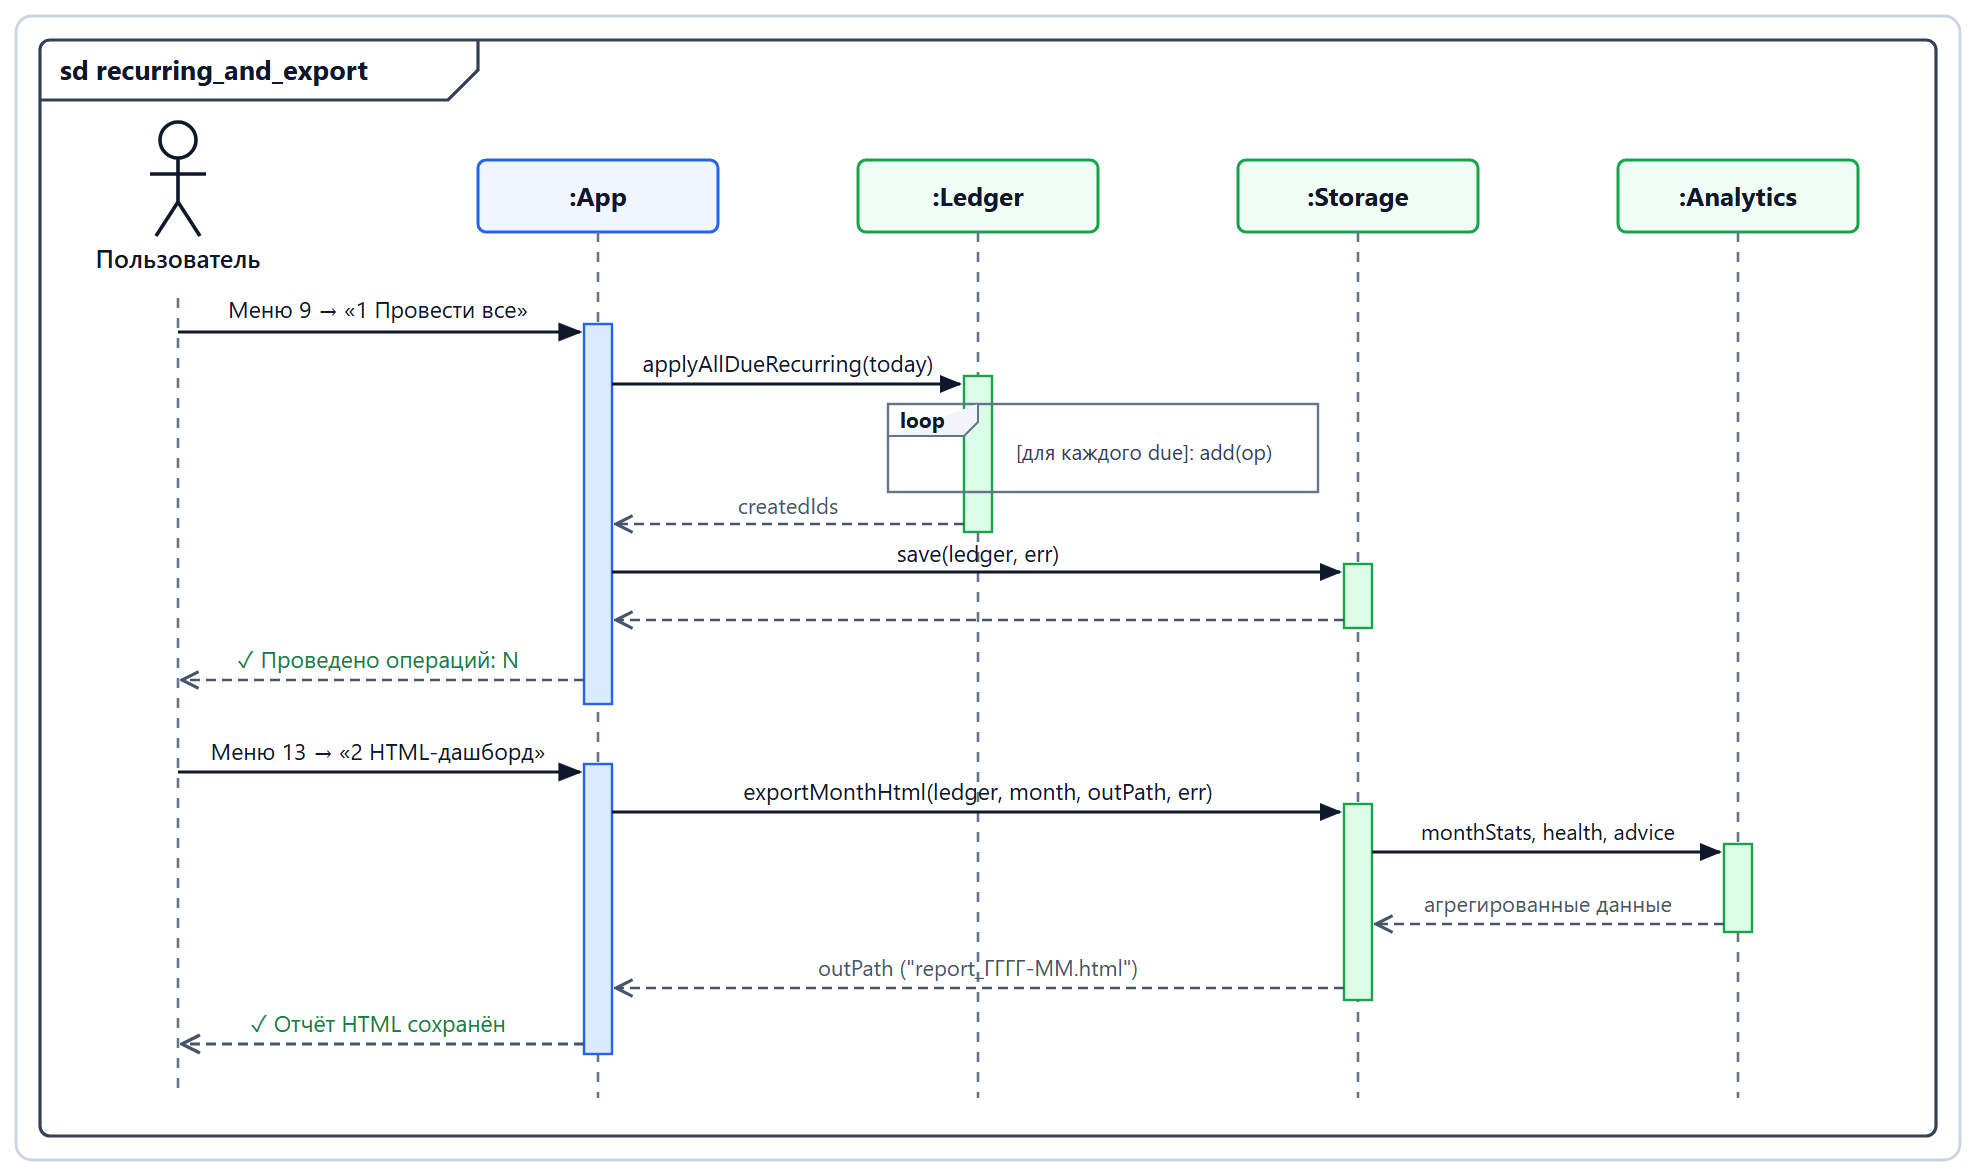 sd recurring_and_export
:App
:Ledger
:Storage
:Analytics
Пользователь
Меню 9 → «1 Провести все»
applyAllDueRecurring(today)
loop
[для каждого due]: add(op)
createdIds
save(ledger, err)
✓ Проведено операций: N
Меню 13 → «2 HTML-дашборд»
exportMonthHtml(ledger, month, outPath, err)
monthStats, health, advice
агрегированные данные
outPath ("report_ГГГГ-ММ.html")
✓ Отчёт HTML сохранён